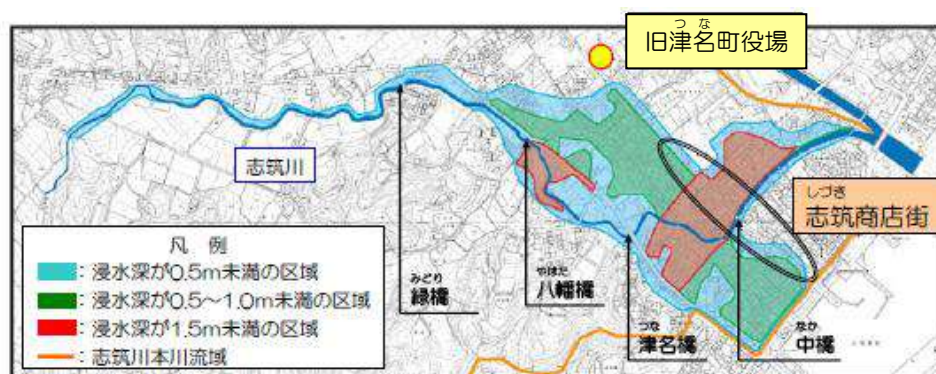 つ な
旧津名町役場
志筑川
しづき
志筑商店街
凡 例
：浸水深が0.5m未満の区域
：浸水深が0.5～1.0m未満の区域
：浸水深が1.5m未満の区域
：志筑川本川流域
みどり
緑橋
やはた
八幡橋
つな
津名橋
なか
中橋